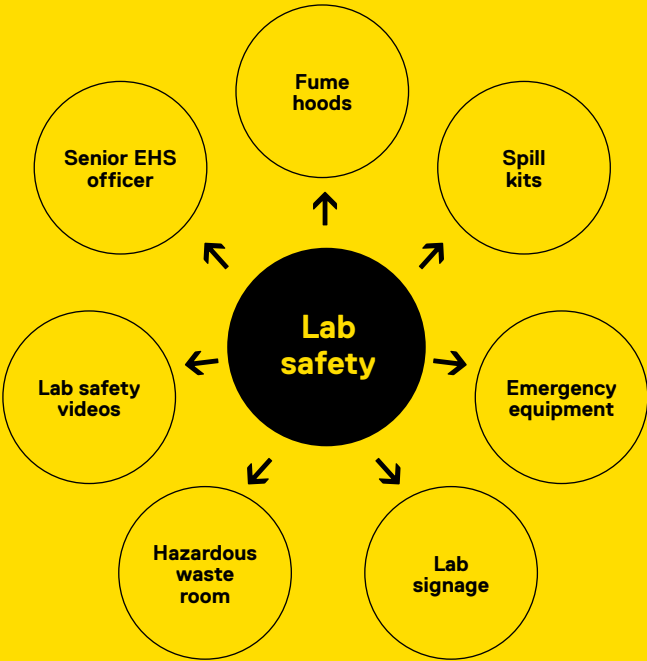 Fume
hoods
Senior EHS
officer
Spill
kits
Lab
safety
Lab safety
videos
Emergency
equipment
Hazardous
waste
room
Lab
signage